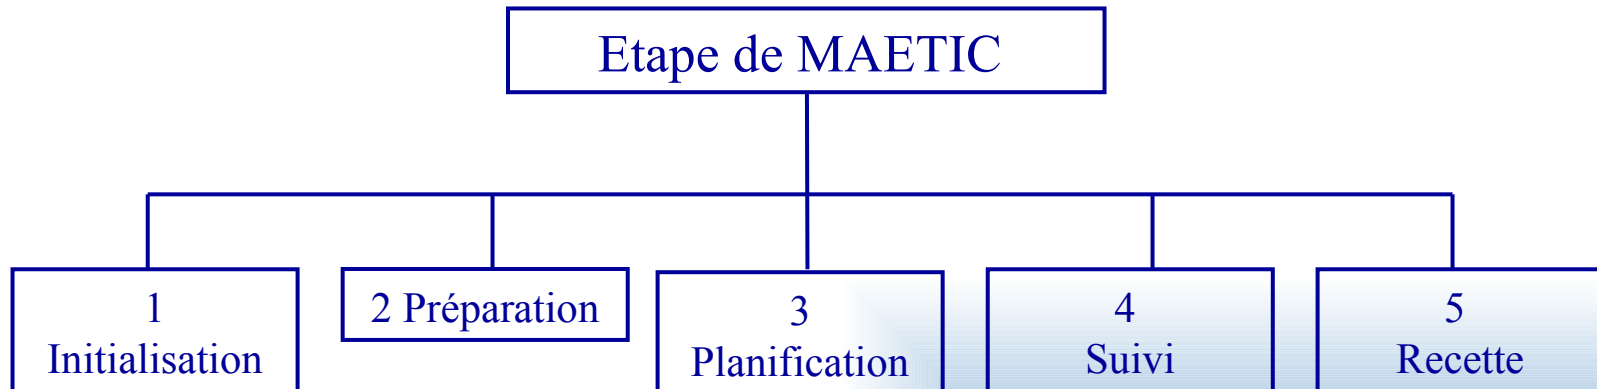 Etape de MAETIC
1
Initialisation
2 Préparation
3
Planification
4
Suivi
5
Recette